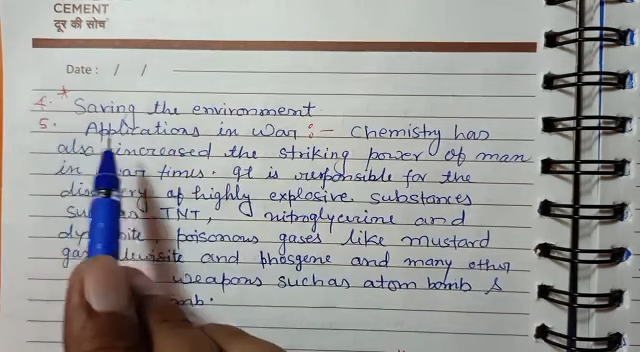 CEMENT
दूर की सोच
Date : / /
4. * Saving the environment.
5. Applications in war :- Chemistry has
also increased the striking power of man
in war times. It is responsible for the
of highly explosive substances
TNT, nitroglycerine and
poisonous gases like mustard
and phosgene and many other
weapons suchas atom bomb &